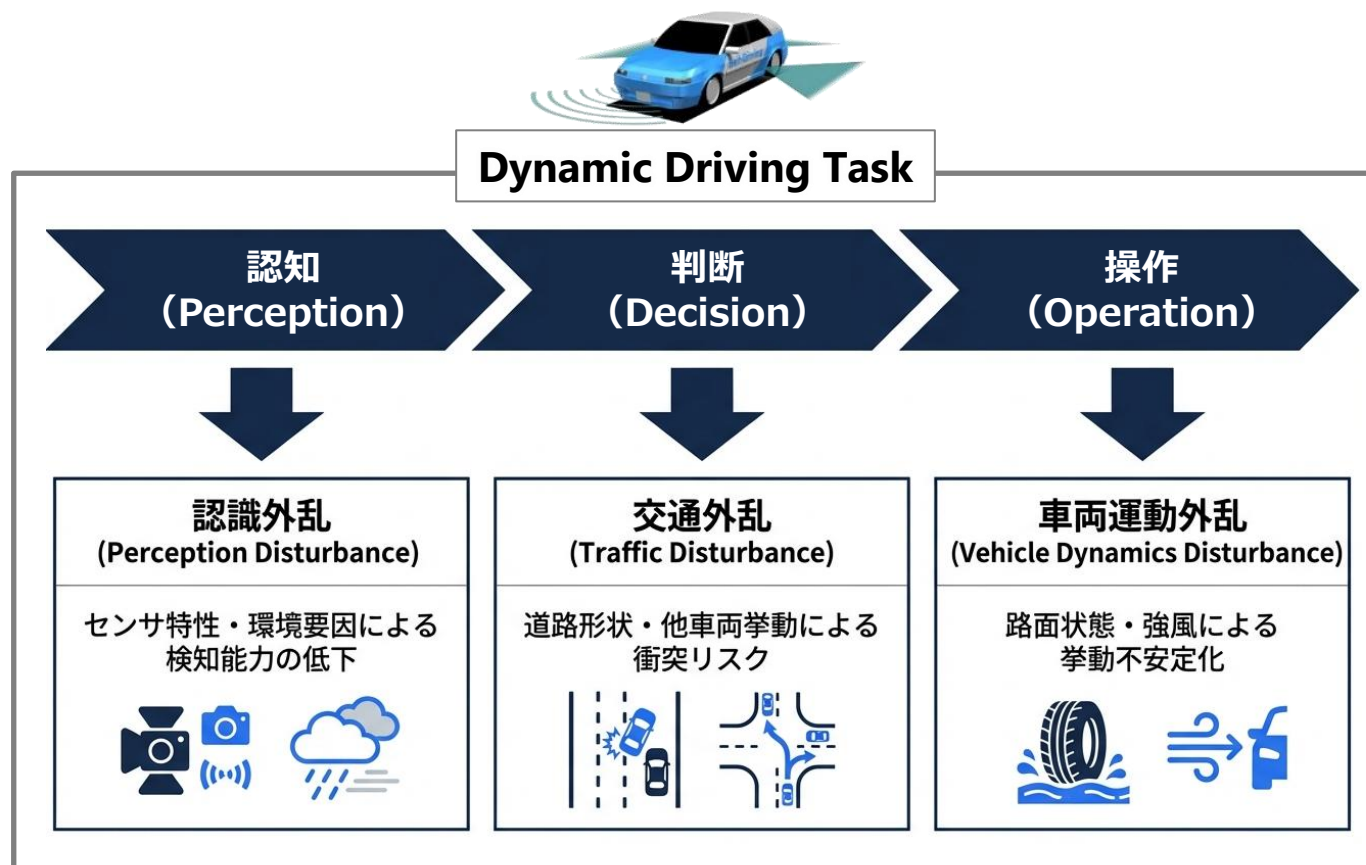 Dynamic Driving Task
認知
（Perception）
判断
（Decision）
操作
（Operation）
認識外乱
(Perception Disturbance)
センサ特性・環境要因による
検知能力の低下
交通外乱
(Traffic Disturbance)
道路形状・他車両挙動による
衝突リスク
車両運動外乱
(Vehicle Dynamics Disturbance)
路面状態・強風による
挙動不安定化